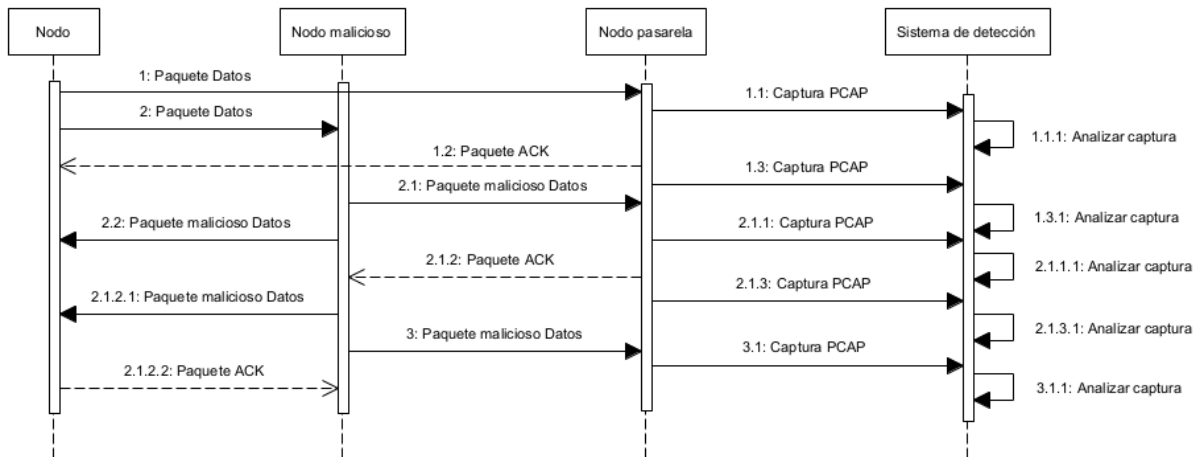 Nodo
Nodo malicioso
Nodo pasarela
Sistema de detección
1: Paquete Datos
1.1: Captura PCAP
2: Paquete Datos
1.1.1: Analizar captura
1.2: Paquete ACK
1.3: Captura PCAP
2.1: Paquete malicioso Datos
1.3.1: Analizar captura
2.2: Paquete malicioso Datos
2.1.1: Captura PCAP
2.1.2: Paquete ACK
2.1.1.1: Analizar captura
2.1.3: Captura PCAP
2.1.2.1: Paquete malicioso Datos
2.1.3.1: Analizar captura
3: Paquete malicioso Datos
3.1: Captura PCAP
2.1.2.2: Paquete ACK
3.1.1: Analizar captura